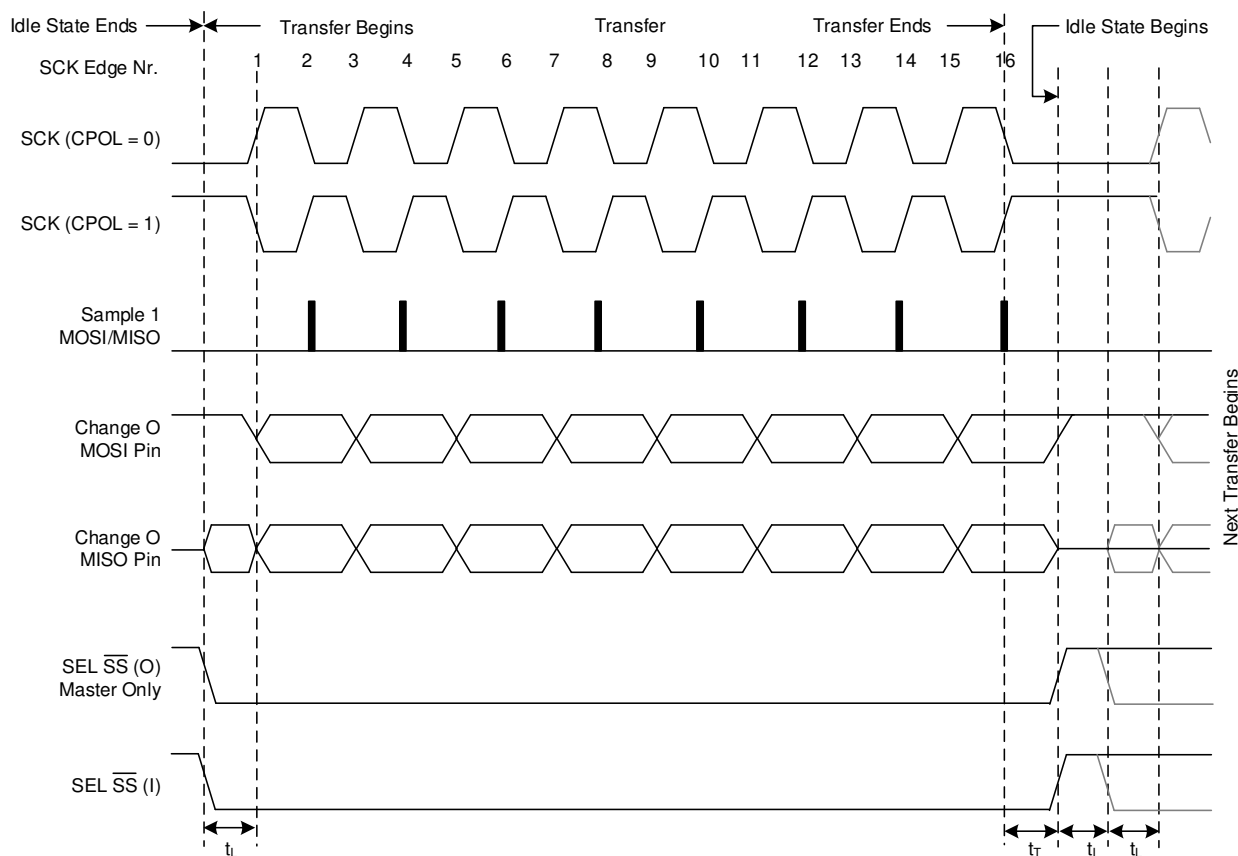 Idle State Ends
Transfer Begins
Transfer
Transfer Ends
Idle State Begins
SCK Edge Nr.
1 2 3 4 5 6 7 8 9 10 11 12 13 14 15 16
SCK (CPOL = 0)
SCK (CPOL = 1)
Sample 1
MOSI/MISO
Change O
MOSI Pin
Change O
MISO Pin
SEL SS (O)
Master Only
SEL SS (I)
Next Transfer Begins
tL
tT
tI
tL